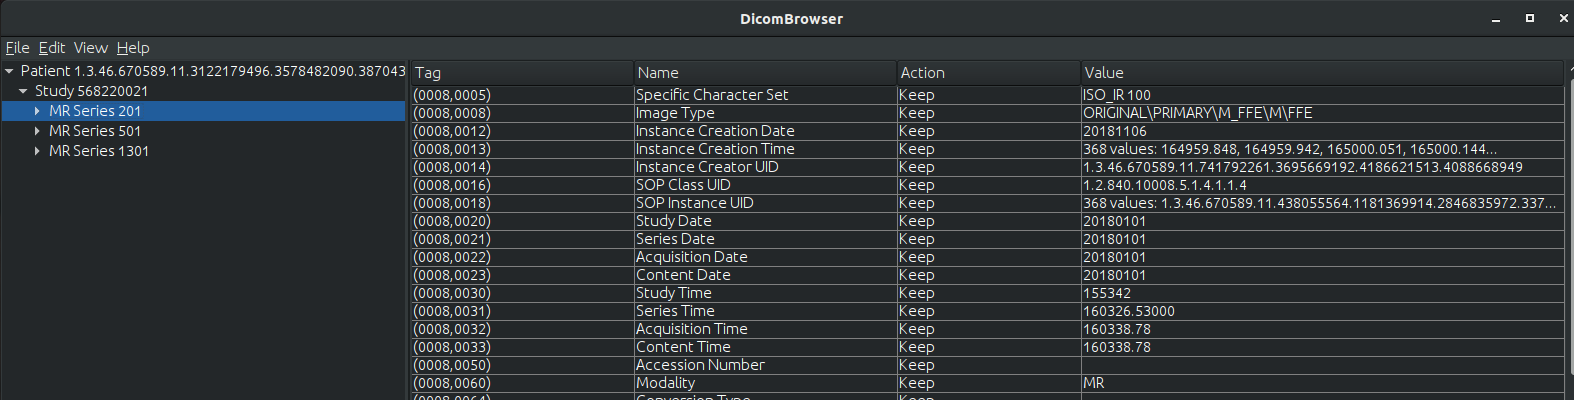 DicomBrowser
File Edit View Help
Patient 1.3.46.670589.11.3122179496.3578482090.387043
Study 568220021
MR Series 201
MR Series 501
MR Series 1301
Tag Name Action Value
(0008,0005) Specific Character Set Keep ISO_IR 100
(0008,0008) Image Type Keep ORIGINAL\PRIMARY\M_FFE\M\FFE
(0008,0012) Instance Creation Date Keep 20181106
(0008,0013) Instance Creation Time Keep 368 values: 164959.848, 164959.942, 165000.051, 165000.144...
(0008,0014) Instance Creator UID Keep 1.3.46.670589.11.741792261.3695669192.4186621513.4088668949
(0008,0016) SOP Class UID Keep 1.2.840.10008.5.1.4.1.1.4
(0008,0018) SOP Instance UID Keep 368 values: 1.3.46.670589.11.438055564.1181369914.2846835972.337...
(0008,0020) Study Date Keep 20180101
(0008,0021) Series Date Keep 20180101
(0008,0022) Acquisition Date Keep 20180101
(0008,0023) Content Date Keep 20180101
(0008,0030) Study Time Keep 155342
(0008,0031) Series Time Keep 160326.53000
(0008,0032) Acquisition Time Keep 160338.78
(0008,0033) Content Time Keep 160338.78
(0008,0050) Accession Number Keep
(0008,0060) Modality Keep MR
(0008,0064) Conversion Type Keep